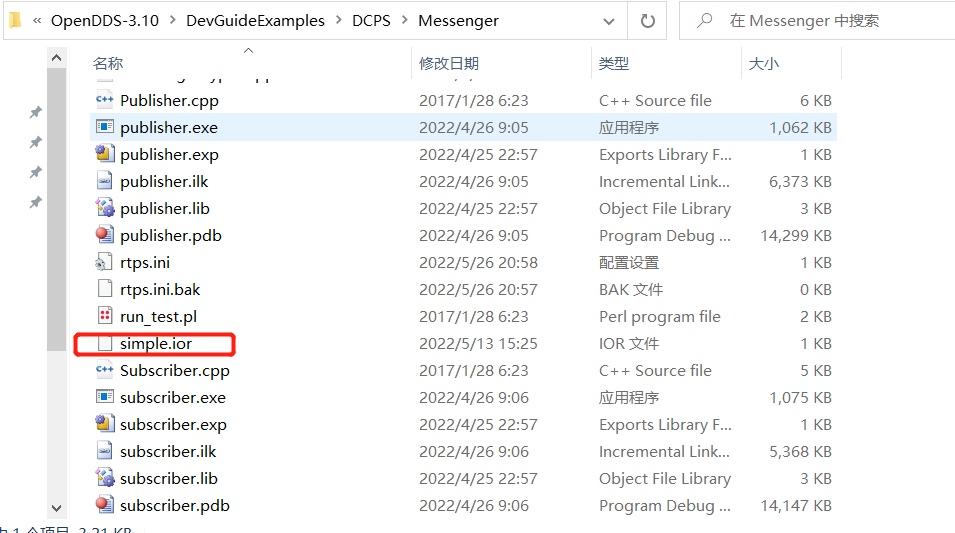 « OpenDDS-3.10 > DevGuideExamples > DCPS > Messenger 在 Messenger 中搜索
名称 修改日期 类型 大小
Publisher.cpp 2017/1/28 6:23 C++ Source file 6 KB
publisher.exe 2022/4/26 9:05 应用程序 1,062 KB
publisher.exp 2022/4/25 22:57 Exports Library F... 1 KB
publisher.ilk 2022/4/26 9:05 Incremental Link... 6,373 KB
publisher.lib 2022/4/25 22:57 Object File Library 3 KB
publisher.pdb 2022/4/26 9:05 Program Debug ... 14,299 KB
rtps.ini 2022/5/26 20:58 配置设置 1 KB
rtps.ini.bak 2022/5/26 20:57 BAK 文件 0 KB
run_test.pl 2017/1/28 6:23 Perl program file 2 KB
simple.ior 2022/5/13 15:25 IOR 文件 1 KB
Subscriber.cpp 2017/1/28 6:23 C++ Source file 5 KB
subscriber.exe 2022/4/26 9:06 应用程序 1,075 KB
subscriber.exp 2022/4/25 22:57 Exports Library F... 1 KB
subscriber.ilk 2022/4/26 9:06 Incremental Link... 5,368 KB
subscriber.lib 2022/4/25 22:57 Object File Library 3 KB
subscriber.pdb 2022/4/26 9:06 Program Debug ... 14,147 KB